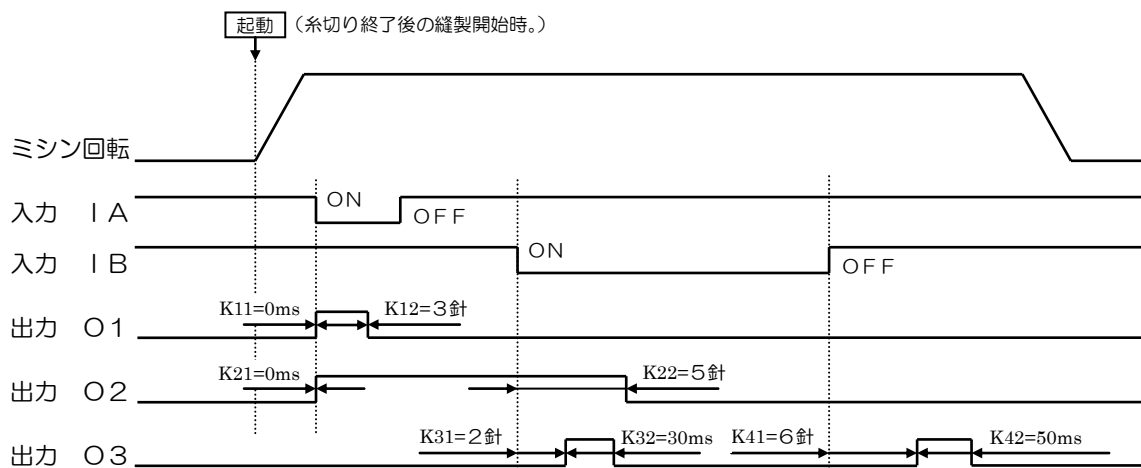 起動 (糸切り終了後の縫製開始時。)
ミシン回転
入力 IA
ON
OFF
入力 IB
ON
OFF
出力 O1
K11=0ms
K12=3針
出力 O2
K21=0ms
K22=5針
出力 O3
K31=2針
K32=30ms
K41=6針
K42=50ms